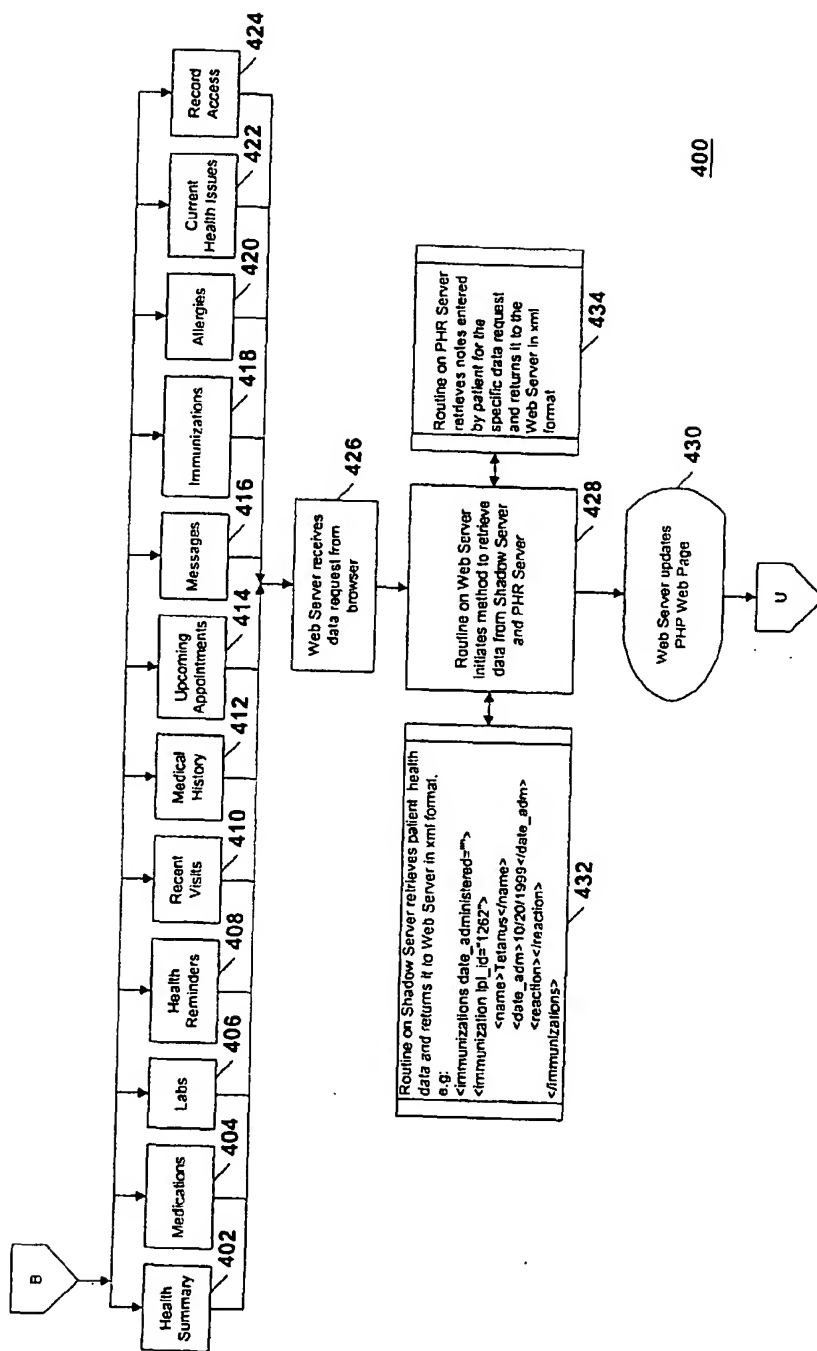 B
Health
Summary
402
Medications
404
Labs
406
Health
Reminders
408
Recent
Visits
410
Medical
History
412
Upcoming
Appointments
414
Messages
416
Immunizations
418
Allergies
420
Current
Health Issues
422
Record
Access
424
Web Server receives
data request from
browser
426
Routine on Shadow Server retrieves patient health
data and returns it to Web Server in xml format.
e.g:
<immunizations date_administered="">
<immunization lpl_id="1262">
<name>Tetanus</name>
<date_adm>10/20/1999</date_adm>
<reaction></reaction>
</immunizations>
432
Routine on Web Server
initiates method to retrieve
data from Shadow Server
and PHR Server
428
Routine on PHR Server
retrieves notes entered
by patient for the
specific data request
and returns it to the
Web Server in xml
format
434
Web Server updates
PHP Web Page
430
U
400